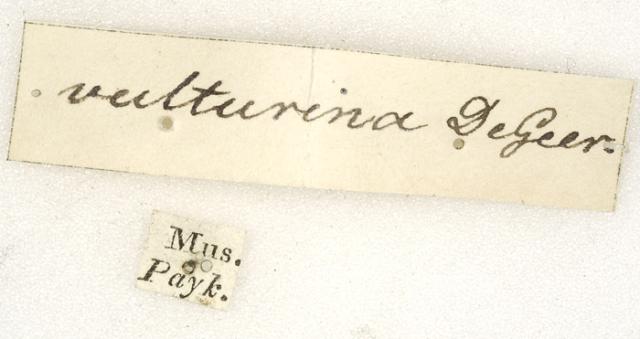 vulturina DeGeer.
Mus.
Payk.